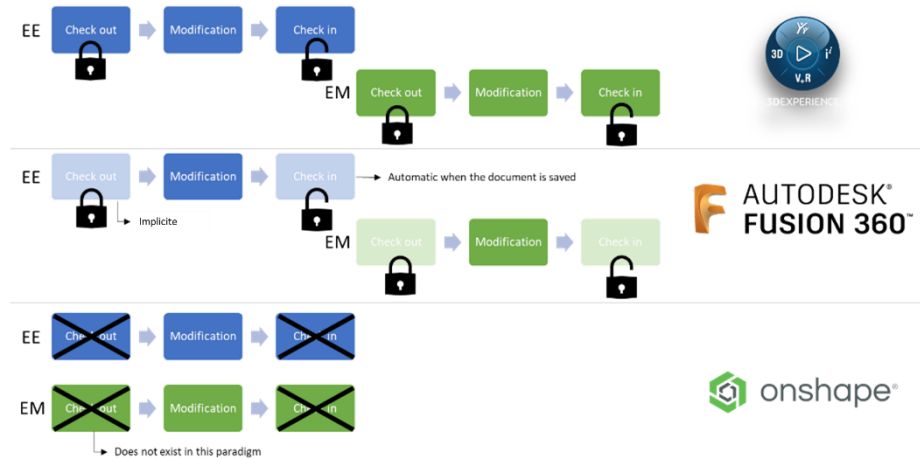 EE
Check out
Modification
Check in
EM
Check out
Modification
Check in
3D
V+R
3DEXPERIENCE
EE
Check out
Modification
Check in
Automatic when the document is saved
Implicite
EM
Check out
Modification
Check in
AUTODESK®
FUSION 360™
EE
Check out
Modification
Check in
EM
Check out
Modification
Check in
Does not exist in this paradigm
onshape®